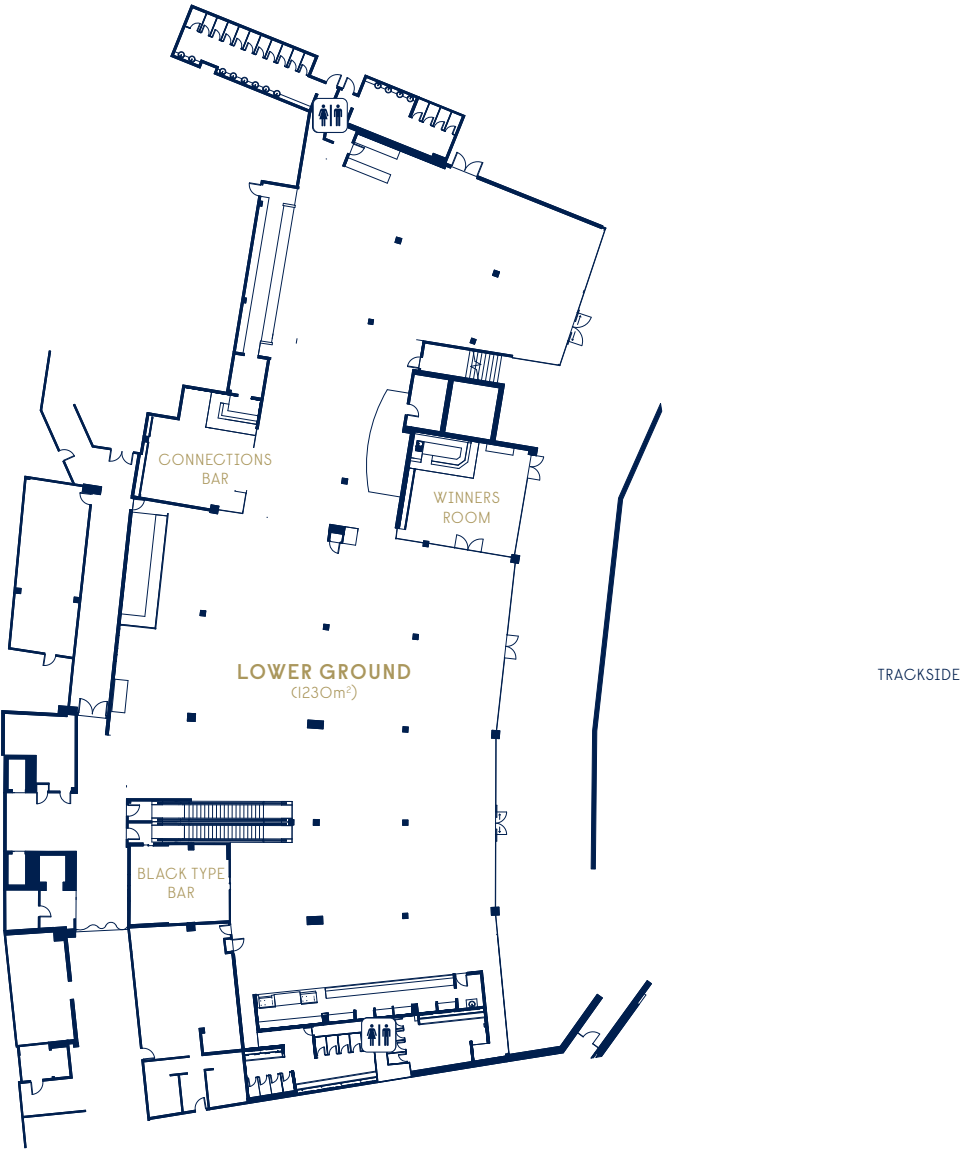 CONNECTIONS
BAR
WINNERS
ROOM
LOWER GROUND
(1230m²)
TRACKSIDE
BLACK TYPE
BAR